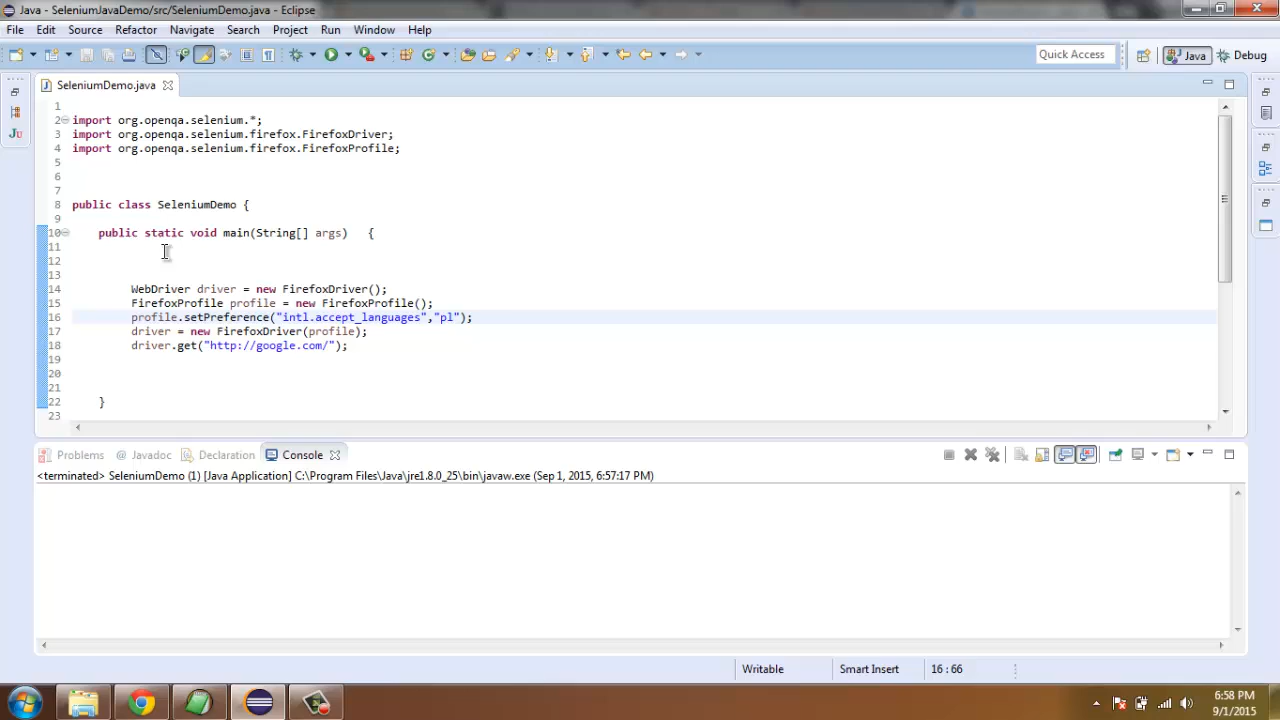 Java - SeleniumJavaDemo/src/SeleniumDemo.java - Eclipse
File Edit Source Refactor Navigate Search Project Run Window Help
Quick Access Java Debug
SeleniumDemo.java
1
2 import org.openqa.selenium.*;
3 import org.openqa.selenium.firefox.FirefoxDriver;
4 import org.openqa.selenium.firefox.FirefoxProfile;
5
6
7
8 public class SeleniumDemo {
9
10 public static void main(String[] args) {
11
12
13
14 WebDriver driver = new FirefoxDriver();
15 FirefoxProfile profile = new FirefoxProfile();
16 profile.setPreference("intl.accept_languages","pl");
17 driver = new FirefoxDriver(profile);
18 driver.get("http://google.com/");
19
20
21
22 }
23
Problems @ Javadoc Declaration Console
<terminated> SeleniumDemo (1) [Java Application] C:\Program Files\Java\jre1.8.0_25\bin\javaw.exe (Sep 1, 2015, 6:57:17 PM)
Writable Smart Insert 16 : 66
6:58 PM
9/1/2015